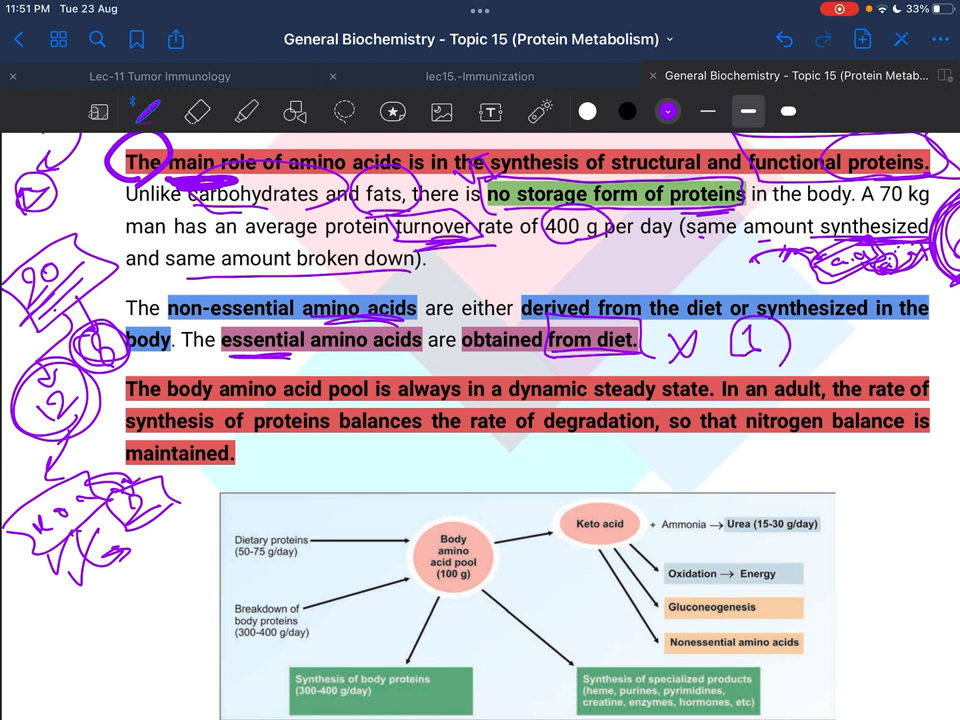 11:51 PM Tue 23 Aug
33%
General Biochemistry - Topic 15 (Protein Metabolism)
Lec-11 Tumor Immunology
lec15.-Immunization
General Biochemistry - Topic 15 (Protein Metab...
The main role of amino acids is in the synthesis of structural and functional proteins.
Unlike carbohydrates and fats, there is no storage form of proteins in the body. A 70 kg
man has an average protein turnover rate of 400 g per day (same amount synthesized
and same amount broken down).
20
The non-essential amino acids are either derived from the diet or synthesized in the
body. The essential amino acids are obtained from diet.
8
12
The body amino acid pool is always in a dynamic steady state. In an adult, the rate of
synthesis of proteins balances the rate of degradation, so that nitrogen balance is
maintained.
Dietary proteins
(50-75 g/day)
Body
amino
acid pool
(100 g)
Keto acid
+ Ammonia → Urea (15-30 g/day)
Oxidation → Energy
Gluconeogenesis
Nonessential amino acids
Breakdown of
body proteins
(300-400 g/day)
Synthesis of body proteins
(300-400 g/day)
Synthesis of specialized products
(heme, purines, pyrimidines,
creatine, enzymes, hormones, etc)